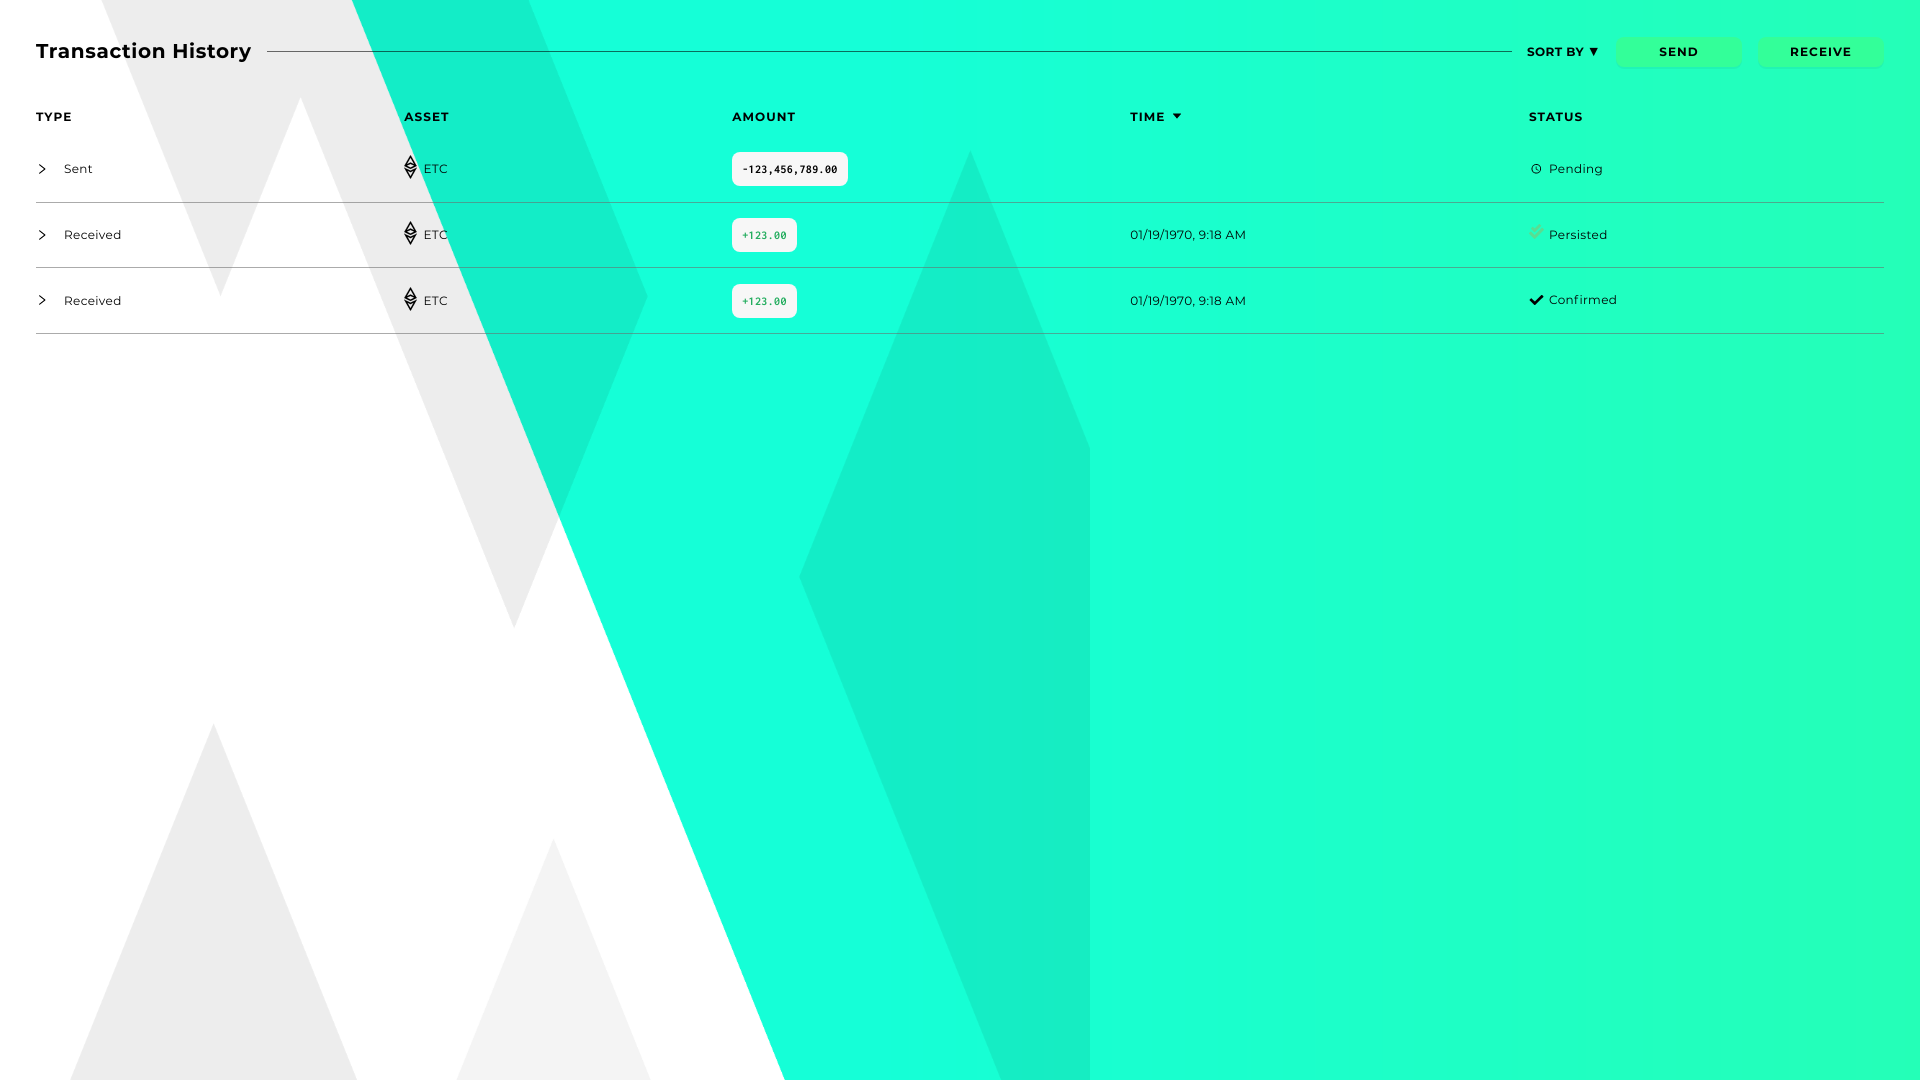 Transaction History SORT BY ▼ SEND RECEIVE
TYPE ASSET AMOUNT TIME ▼ STATUS
Sent ETC -123,456,789.00 Pending
Received ETC +123.00 01/19/1970, 9:18 AM Persisted
Received ETC +123.00 01/19/1970, 9:18 AM Confirmed